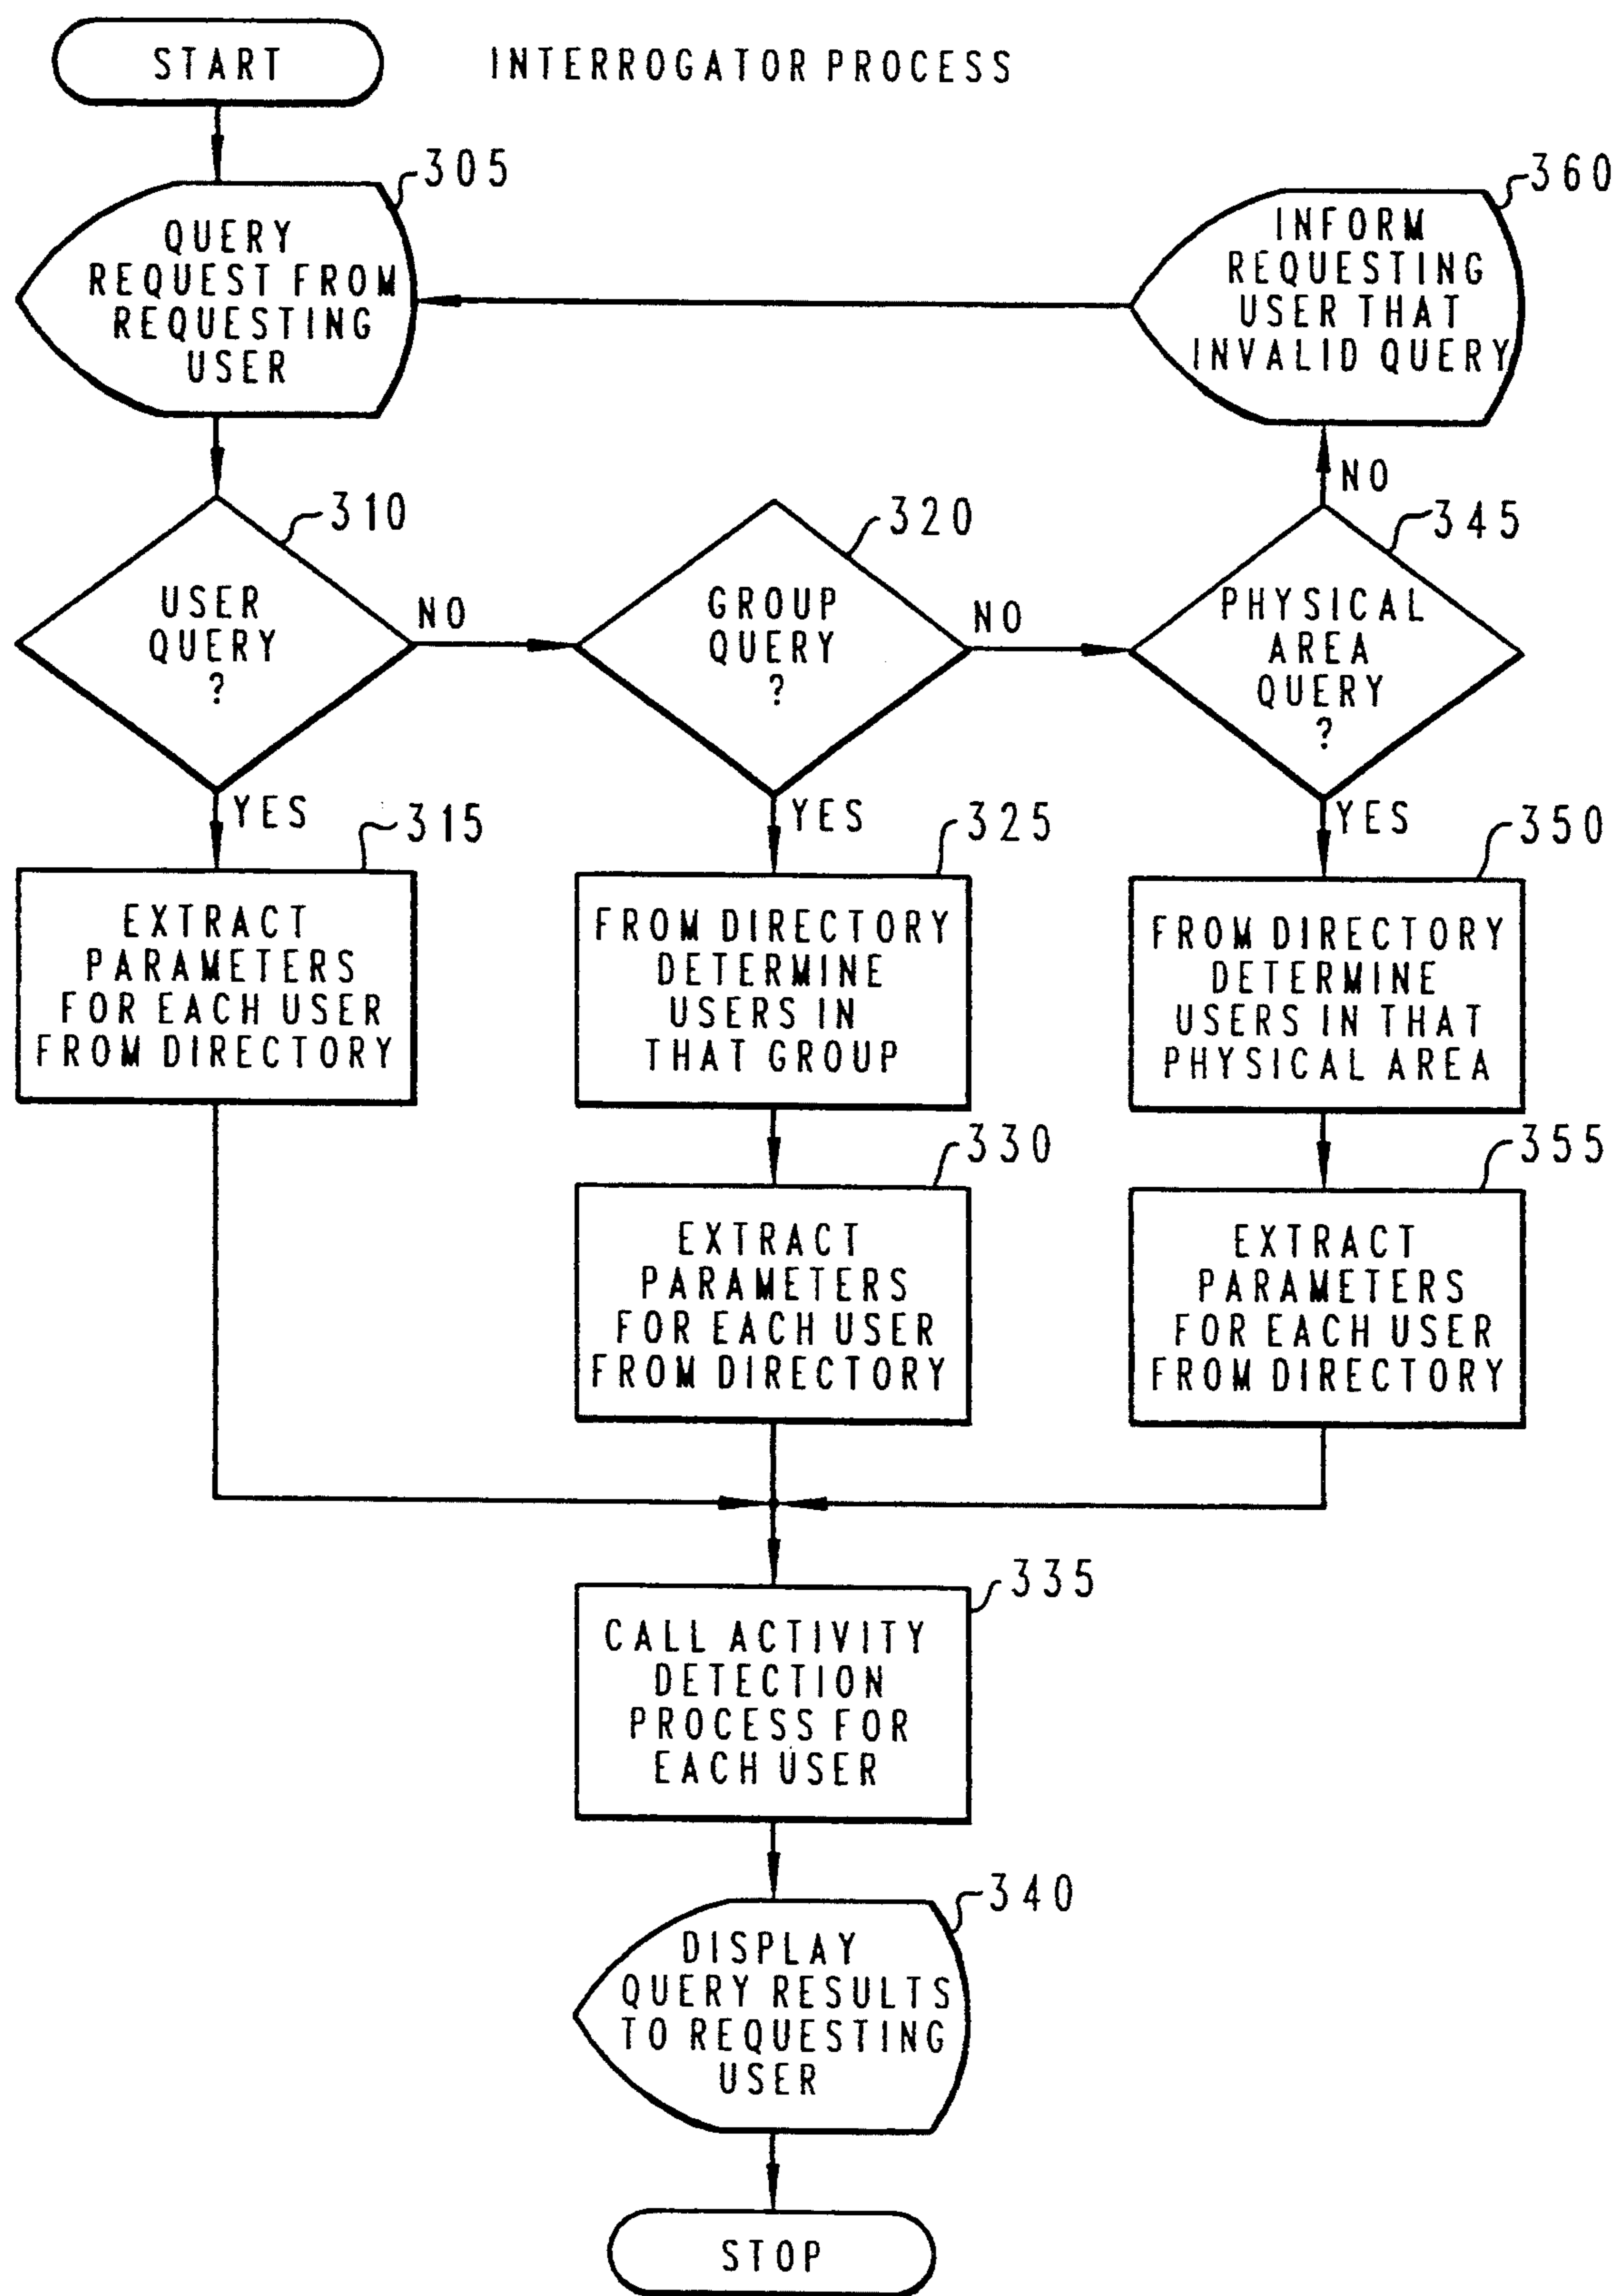 START
INTERROGATOR PROCESS
305
QUERY
REQUEST FROM
REQUESTING
USER
360
INFORM
REQUESTING
USER THAT
INVALID QUERY
NO
310
USER
QUERY
?
NO
320
GROUP
QUERY
?
NO
345
PHYSICAL
AREA
QUERY
?
YES
YES
YES
315
EXTRACT
PARAMETERS
FOR EACH USER
FROM DIRECTORY
325
FROM DIRECTORY
DETERMINE
USERS IN
THAT GROUP
350
FROM DIRECTORY
DETERMINE
USERS IN THAT
PHYSICAL AREA
330
EXTRACT
PARAMETERS
FOR EACH USER
FROM DIRECTORY
355
EXTRACT
PARAMETERS
FOR EACH USER
FROM DIRECTORY
335
CALL ACTIVITY
DETECTION
PROCESS FOR
EACH USER
340
DISPLAY
QUERY RESULTS
TO REQUESTING
USER
STOP